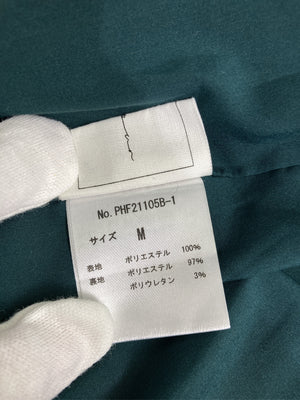 No. PHF21105B-1
サイズ M
表地 ポリエステル 100%
裏地 ポリエステル 97%
ポリウレタン 3%